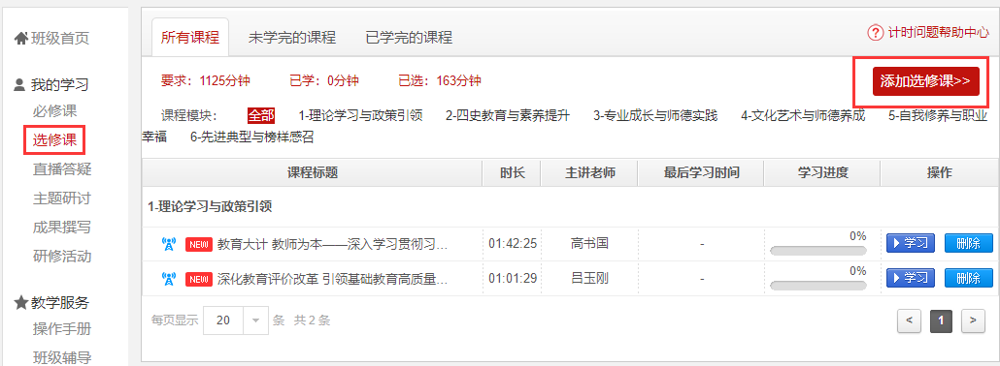 班级首页
我的学习
必修课
选修课
直播答疑
主题研讨
成果撰写
研修活动
教学服务
操作手册
班级辅导
所有课程 未学完的课程 已学完的课程
? 计时问题帮助中心
要求：1125分钟 已学：0分钟 已选：163分钟
添加选修课>>
课程模块： 全部 1-理论学习与政策引领 2-四史教育与素养提升 3-专业成长与师德实践 4-文化艺术与师德养成 5-自我修养与职业
幸福 6-先进典型与榜样感召
课程标题 时长 主讲老师 最后学习时间 学习进度 操作
1-理论学习与政策引领
NEW 教育大计 教师为本——深入学习贯彻习... 01:42:25 高书国 - 0% 学习 删除
NEW 深化教育评价改革 引领基础教育高质量... 01:01:29 吕玉刚 - 0% 学习 删除
每页显示 20 条 共 2 条 < 1 >